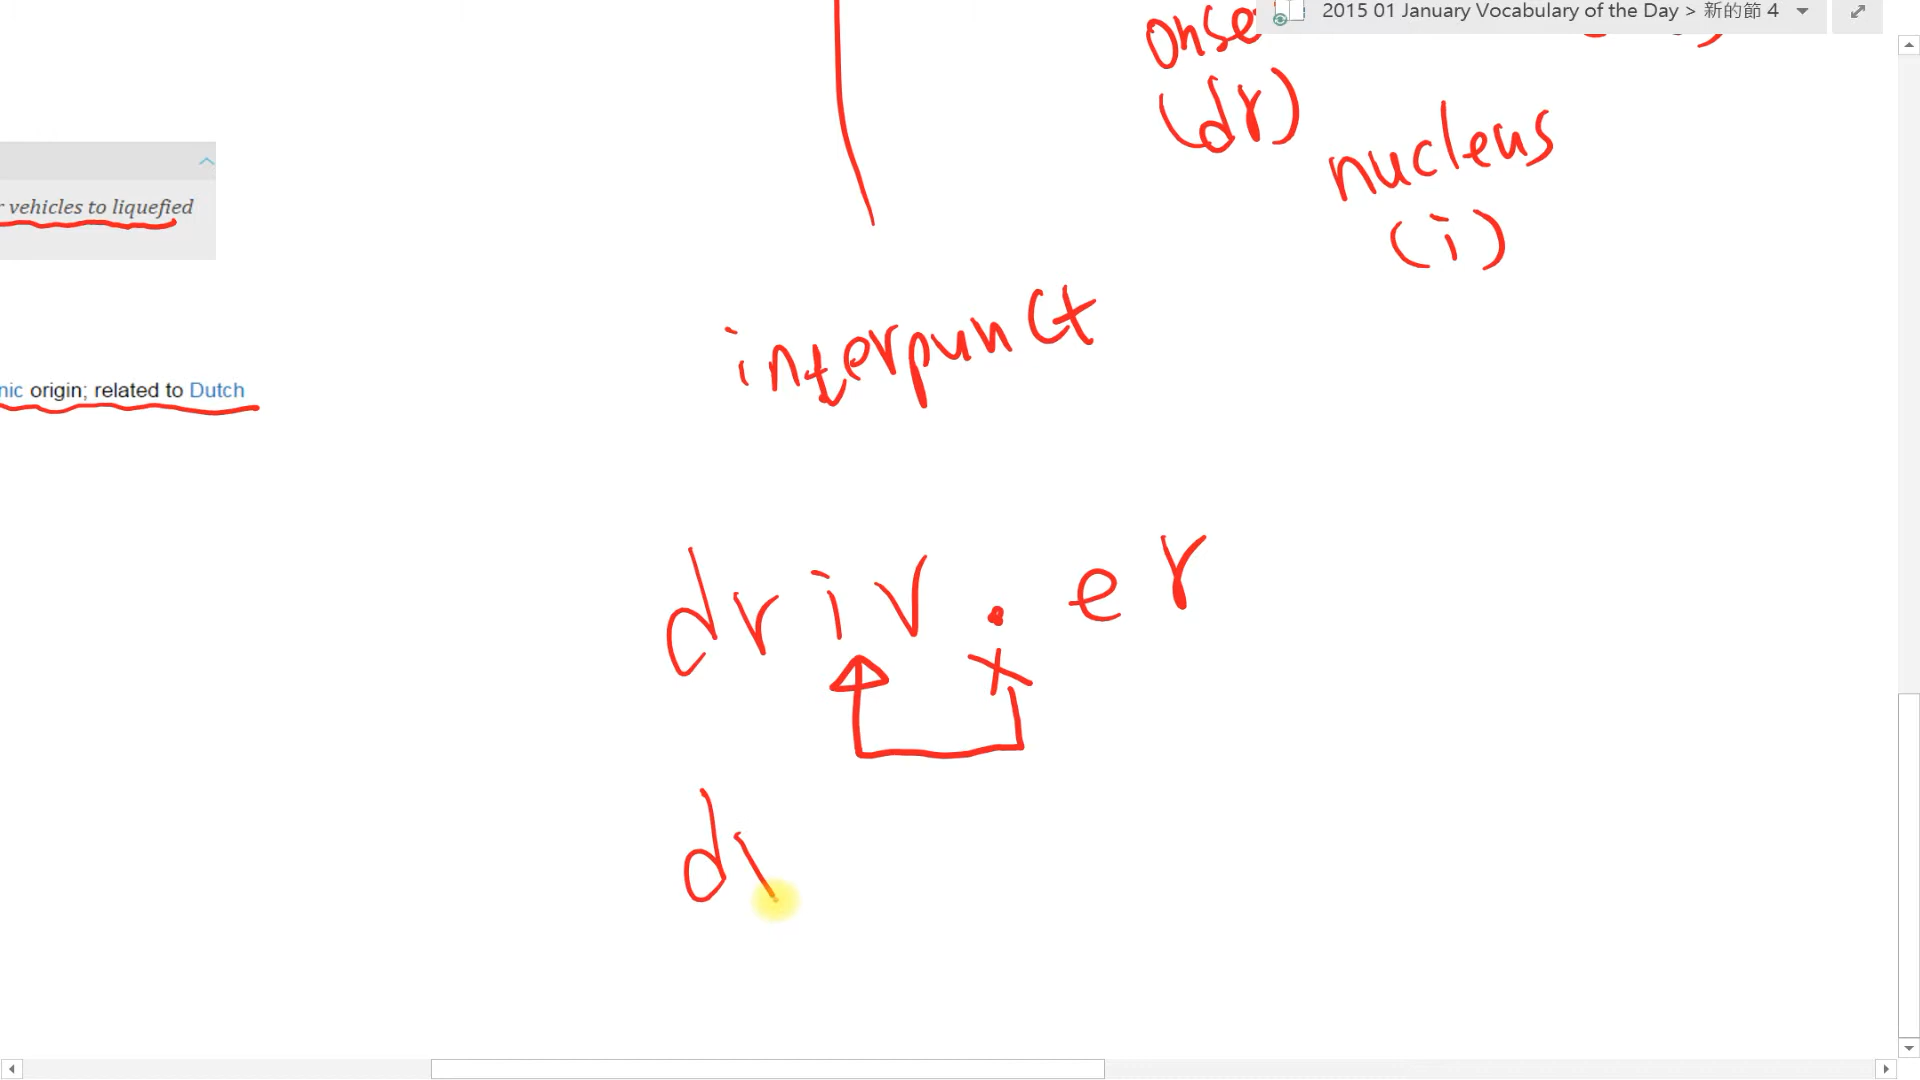 2015 01 January Vocabulary of the Day > 新的節 4
onse
(dr)
nucleus
(i)
r vehicles to liquefied
interpunct
nic origin; related to Dutch
driv.er
x
dr